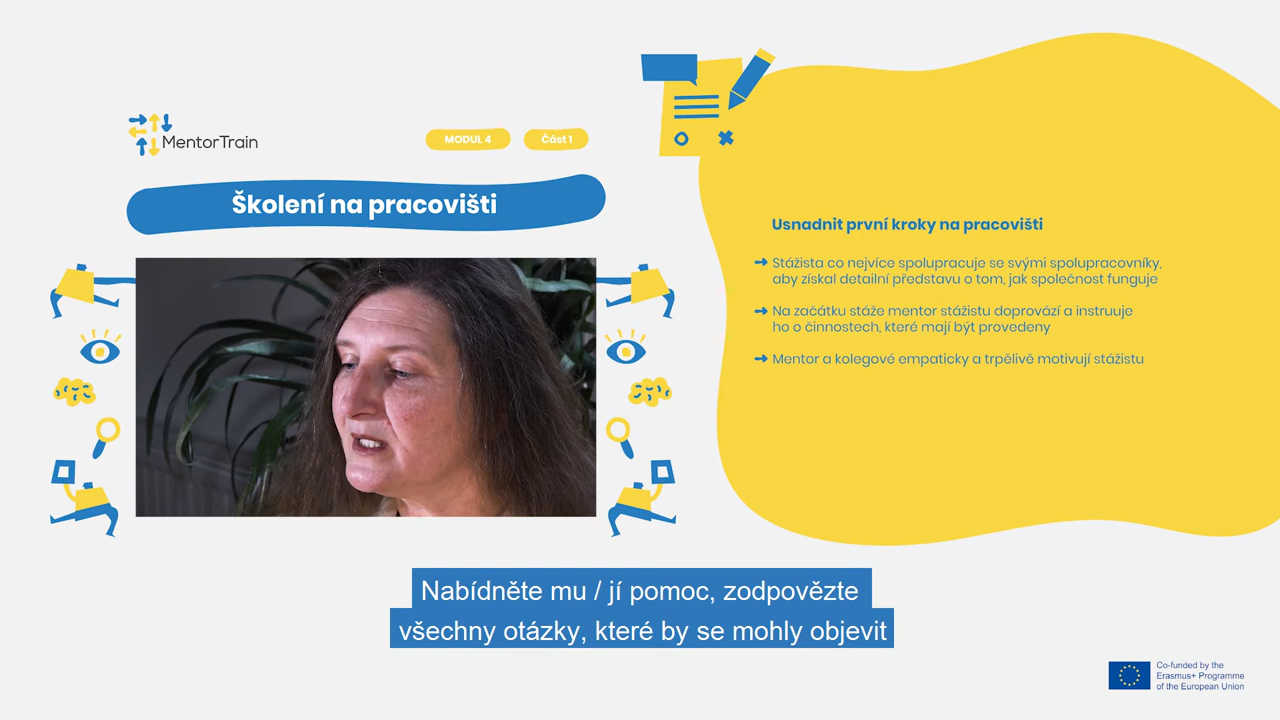 MentorTrain
MODUL 4
Část 1
Školení na pracovišti
Usnadnit první kroky na pracovišti
Stážista co nejvíce spolupracuje se svými spolupracovníky,
aby získal detailní představu o tom, jak společnost funguje
Na začátku stáže mentor stážistu doprovází a instruuje
ho o činnostech, které mají být provedeny
Mentor a kolegové empaticky a trpělivě motivují stážistu
Nabídněte mu / jí pomoc, zodpovězte
všechny otázky, které by se mohly objevit
Co-funded by the
Erasmus+ Programme
of the European Union